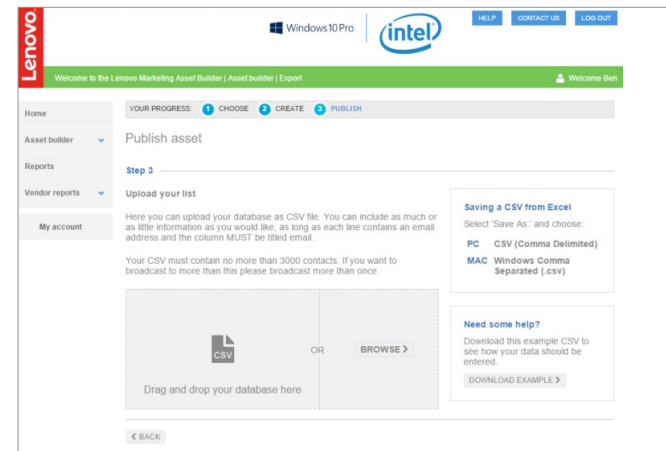 Lenovo
Windows 10 Pro
intel
HELP
CONTACT US
LOG OUT
Welcome to the Lenovo Marketing Asset Builder | Asset builder | Export
Welcome Ben
Home
Asset builder
Reports
Vendor reports
My account
YOUR PROGRESS: 1 CHOOSE 2 CREATE 3 PUBLISH
Publish asset
Step 3
Upload your list
Here you can upload your database as CSV file. You can include as much or
as little information as you would like, as long as each line contains an email
address and the column MUST be titled email.
Your CSV must contain no more than 3000 contacts. If you want to
broadcast to more than this please broadcast more than once.
CSV
Drag and drop your database here
OR
BROWSE >
Saving a CSV from Excel
Select 'Save As.' and choose:
PC CSV (Comma Delimited)
MAC Windows Comma
Separated (.csv)
Need some help?
Download this example CSV to
see how your data should be
entered.
DOWNLOAD EXAMPLE >
< BACK